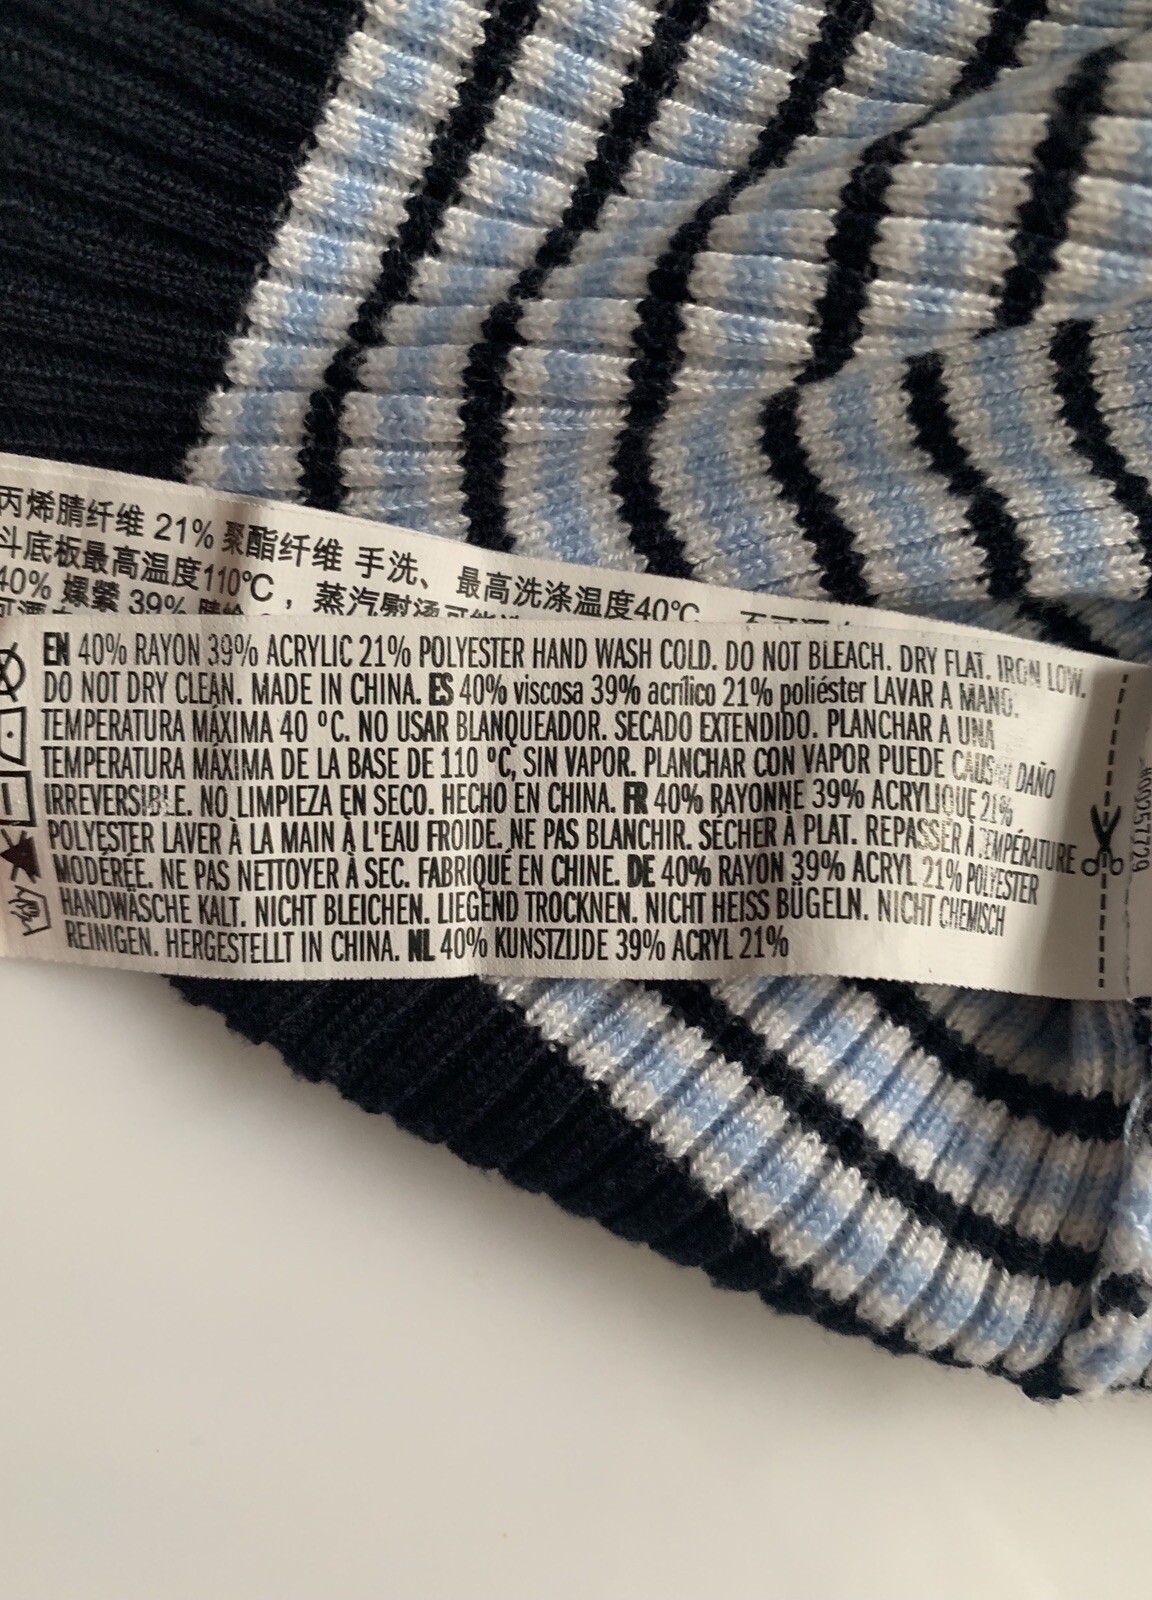 丙烯腈纤维 21% 聚酯纤维 手洗、 最高洗涤温度40℃
斗底板最高温度110℃，蒸汽熨烫可能
40% 嫘縈 39%
EN 40% RAYON 39% ACRYLIC 21% POLYESTER HAND WASH COLD. DO NOT BLEACH. DRY FLAT. IRON LOW.
DO NOT DRY CLEAN. MADE IN CHINA. ES 40% viscosa 39% acrílico 21% poliéster LAVAR A MANO.
TEMPERATURA MÁXIMA 40 °C. NO USAR BLANQUEADOR. SECADO EXTENDIDO. PLANCHAR A UNA
TEMPERATURA MÁXIMA DE LA BASE DE 110 °C, SIN VAPOR. PLANCHAR CON VAPOR PUEDE CAUSAR DAÑO
IRREVERSIBLE. NO LIMPIEZA EN SECO. HECHO EN CHINA. FR 40% RAYONNE 39% ACRYLIQUE 21%
POLYESTER LAVER À LA MAIN À L'EAU FROIDE. NE PAS BLANCHIR. SÉCHER À PLAT. REPASSER À TEMPÉRATURE
MODÉRÉE. NE PAS NETTOYER À SEC. FABRIQUÉ EN CHINE. DE 40% RAYON 39% ACRYL 21% POLYESTER
HANDWÄSCHE KALT. NICHT BLEICHEN. LIEGEND TROCKNEN. NICHT HEISS BÜGELN. NICHT CHEMISCH
REINIGEN. HERGESTELLT IN CHINA. NL 40% KUNSTZIJDE 39% ACRYL 21%